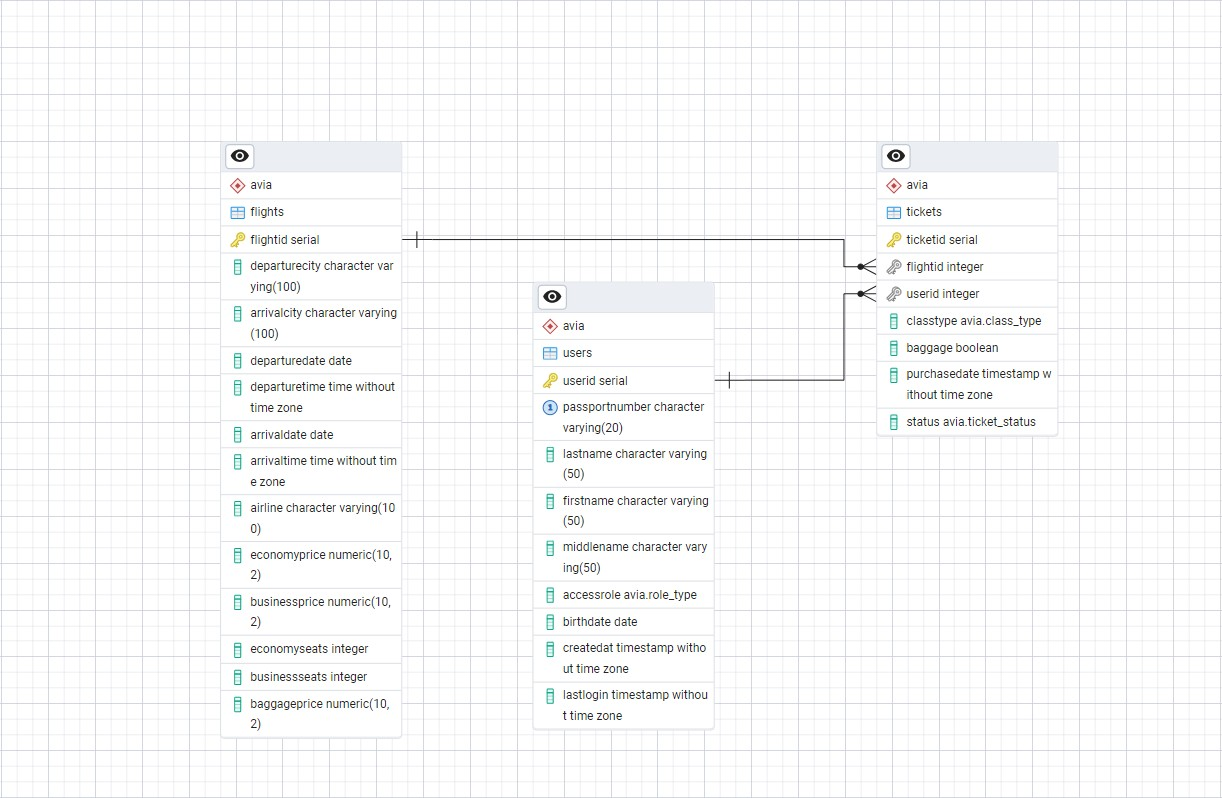 avia
flights
flightid serial
departurecity character var
ying(100)
arrivalcity character varying
(100)
departuredate date
departuretime time without
time zone
arrivaldate date
arrivaltime time without tim
e zone
airline character varying(10
0)
economyprice numeric(10,
2)
businessprice numeric(10,
2)
economyseats integer
businessseats integer
baggageprice numeric(10,
2)
avia
users
userid serial
1
passportnumber character
varying(20)
lastname character varying
(50)
firstname character varying
(50)
middlename character vary
ing(50)
accessrole avia.role_type
birthdate date
createdat timestamp witho
ut time zone
lastlogin timestamp withou
t time zone
avia
tickets
ticketid serial
flightid integer
userid integer
classtype avia.class_type
baggage boolean
purchasedate timestamp w
ithout time zone
status avia.ticket_status